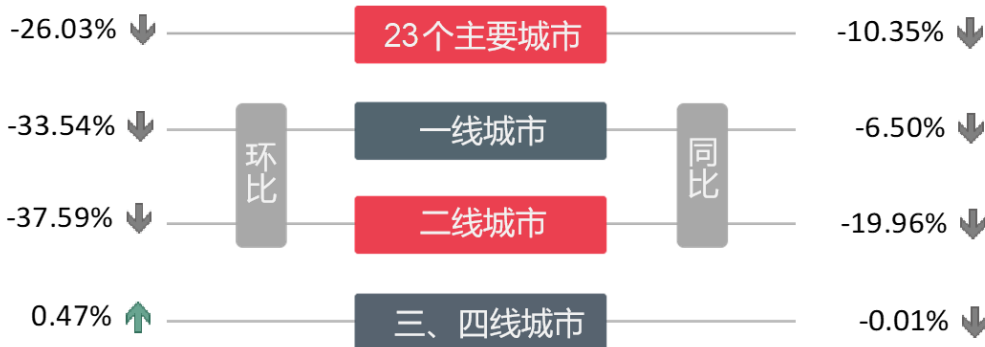 -26.03% 23个主要城市 -10.35%
-33.54% 一线城市 -6.50%
环比 同比
-37.59% 二线城市 -19.96%
0.47% 三、四线城市 -0.01%